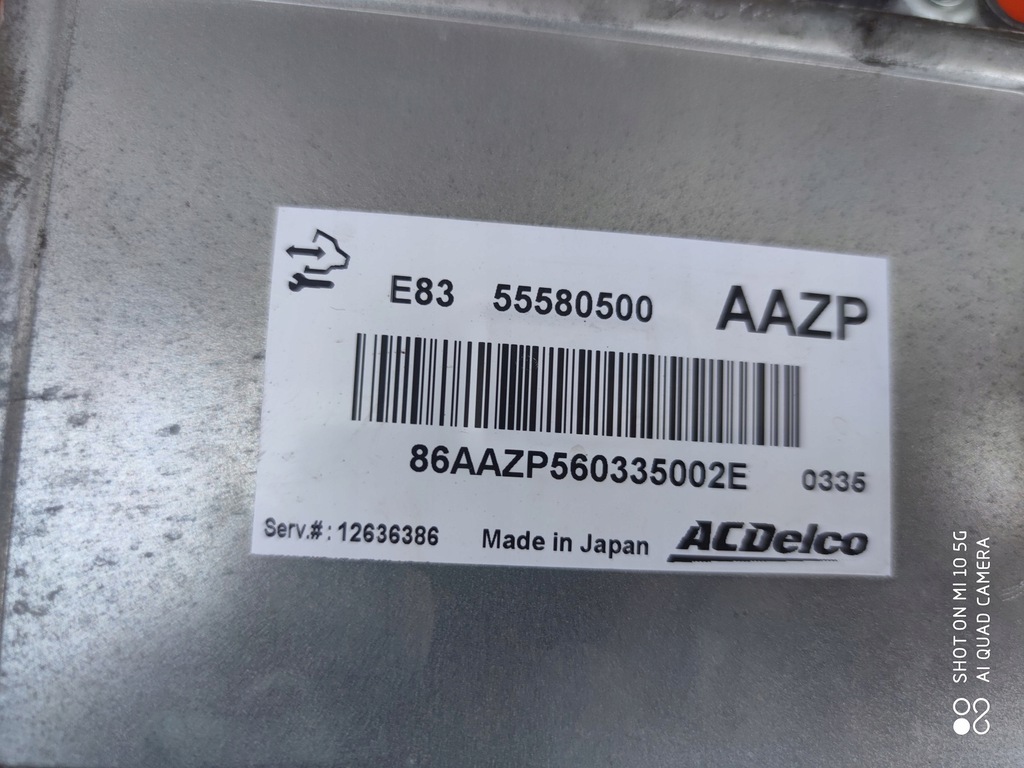 E83 55580500 AAZP
86AAZP560335002E 0335
Serv.#: 12636386 Made in Japan ACDelco
SHOT ON MI 10 5G
AI QUAD CAMERA